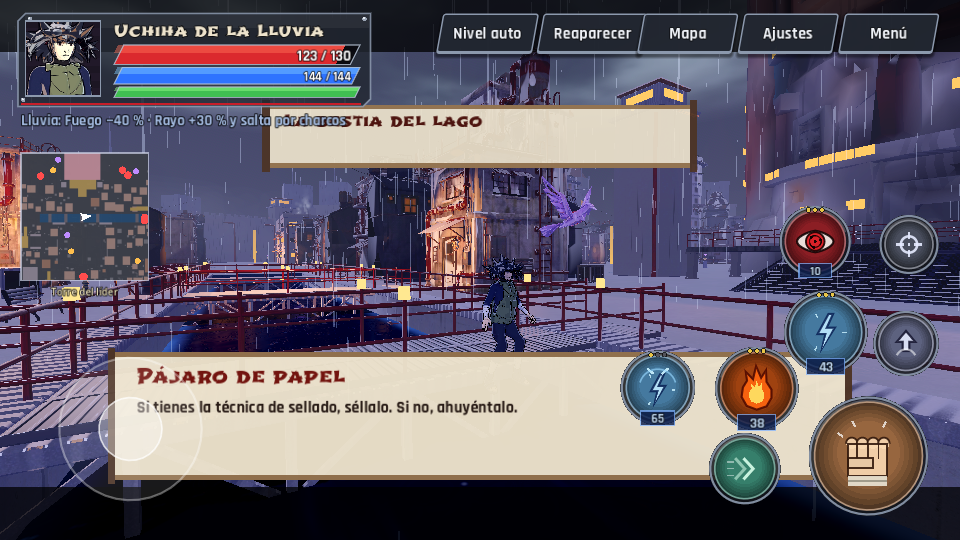 Uchiha de la Lluvia
123 / 130
144 / 144
Nivel auto
Reaparecer
Mapa
Ajustes
Menú
Lluvia: Fuego −40 % · Rayo +30 % y salta por charcos
DEL LAGO
Torre del líder
10
43
65
38
Pájaro de papel
Si tienes la técnica de sellado, séllalo. Si no, ahuyéntalo.